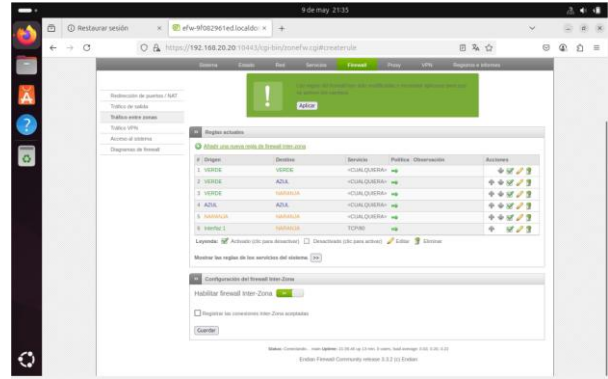 9 de may 21:35
Restaurar sesión
efw-9f0829 61ed.localdo
https://192.168.20.20:10443/cgi-bin/zonefw.cgi#createrule
Sistema Estado Red Servicios Firewall Proxy VPN Registros e informes
Aplicar
Redirección de puertos / NAT
Tráfico de salida
Tráfico entre zonas
Tráfico VPN
Acceso al sistema
Diagramas de firewall
Reglas actuales
Añadir una nueva regla de firewall inter-zona
# Origen Destino Servicio Política Observación Acciones
1 VERDE VERDE <CUALQUIERA>
2 VERDE AZUL <CUALQUIERA>
3 VERDE NARANJA <CUALQUIERA>
4 AZUL AZUL <CUALQUIERA>
5 NARANJA NARANJA <CUALQUIERA>
6 Interfaz 1 NARANJA TCP/80
Leyenda: Activado (clic para desactivar) Desactivado (clic para activar) Editar Eliminar
Mostrar las reglas de los servicios del sistema >>
Configuración del firewall Inter-Zona
Habilitar firewall Inter-Zona
Registrar las conexiones Inter-Zona aceptadas
Guardar
Endian Firewall Community release 3.3.2 (c) Endian